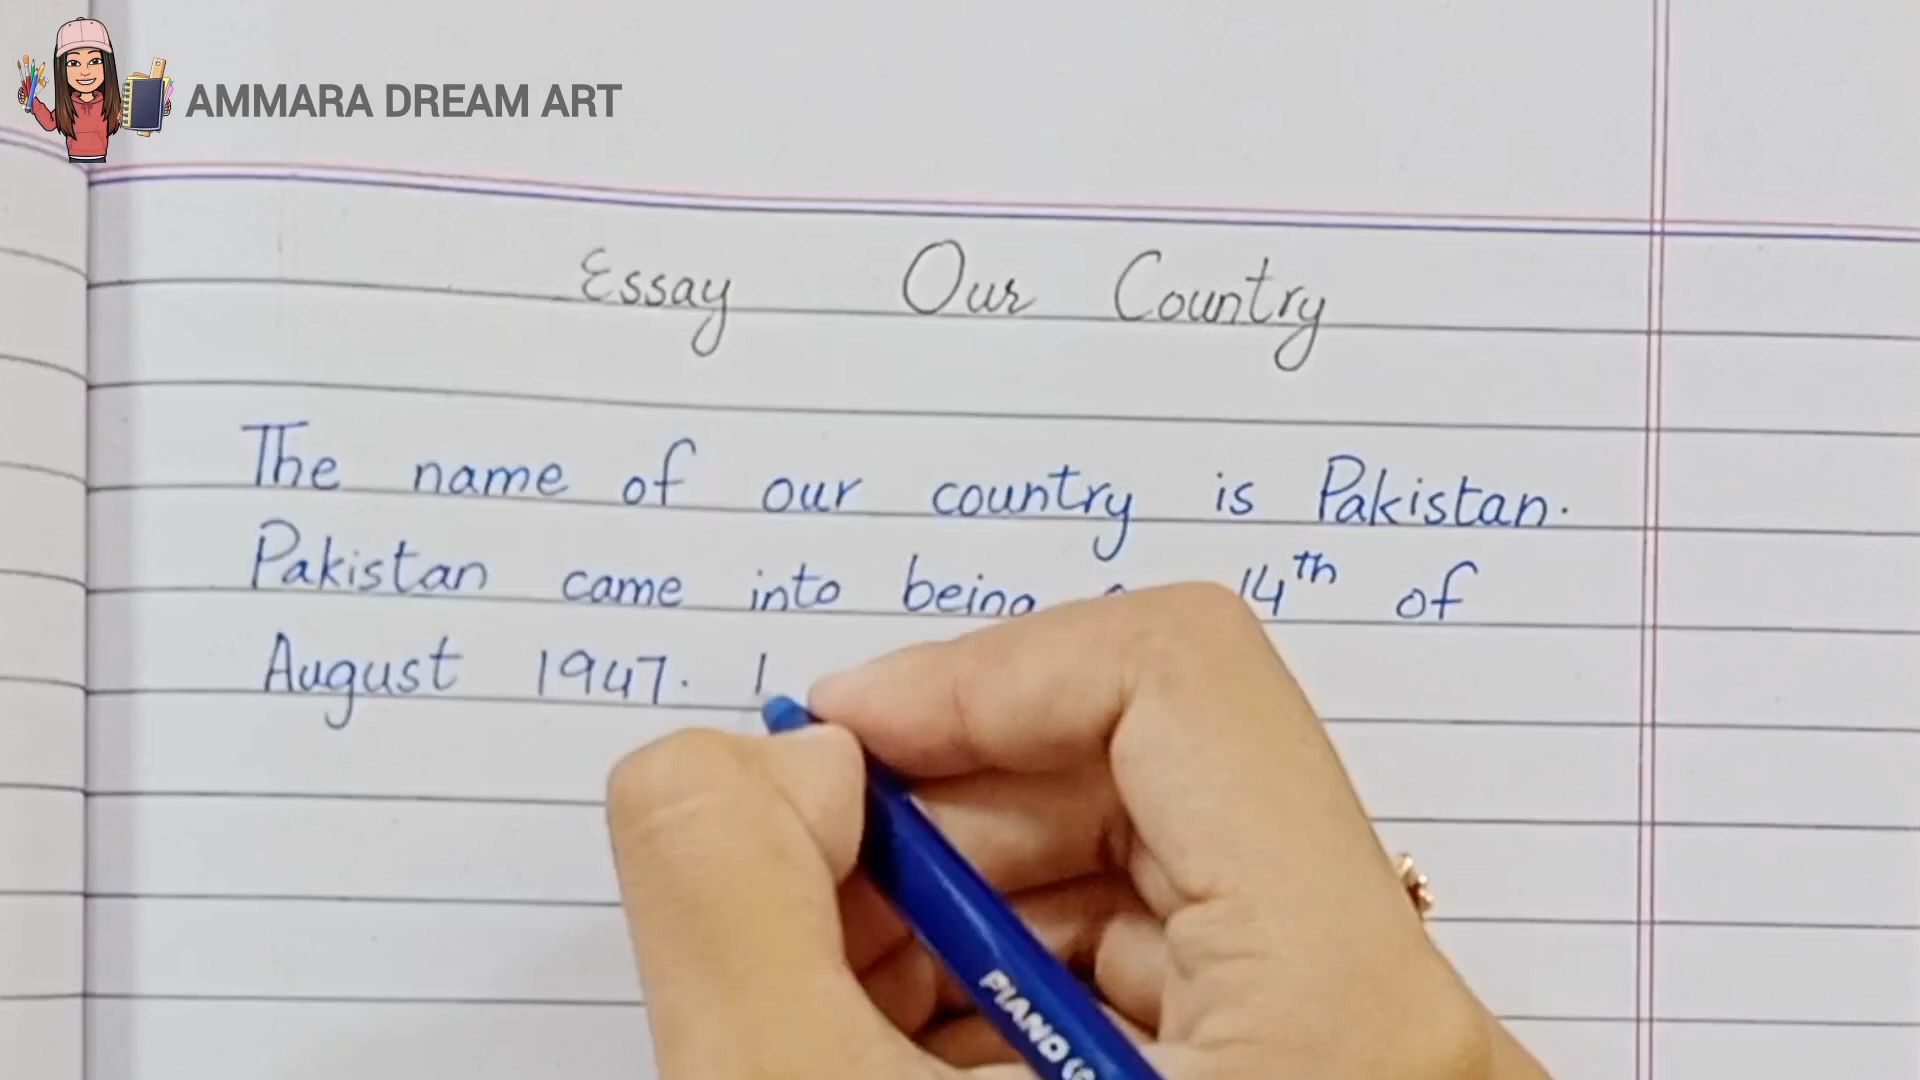 AMMARA DREAM ART
Essay Our Country
The name of our country is Pakistan.
Pakistan came into being 14th of
August 1947.
PIANO